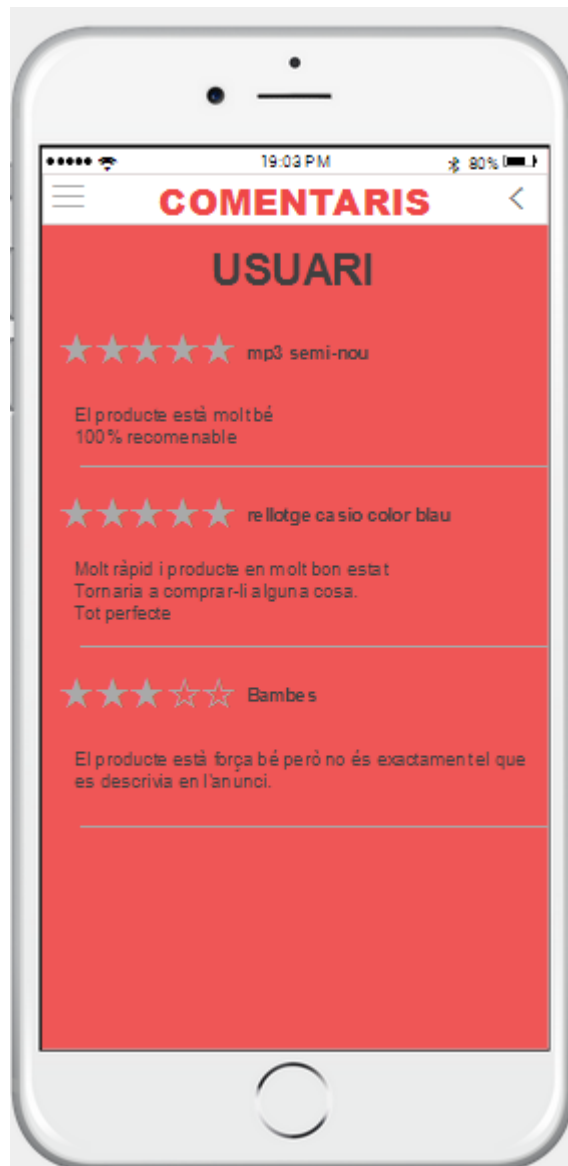 19:03 PM
80%
COMENTARIS
USUARI
mp3 semi-nou
El producte està molt bé
100% recomenable
rellotge casio color blau
Molt ràpid i producte en molt bon estat
Tornaria a comprar-li alguna cosa.
Tot perfecte
Bambes
El producte està força bé però no és exactament el que
es descrivia en l'anunci.